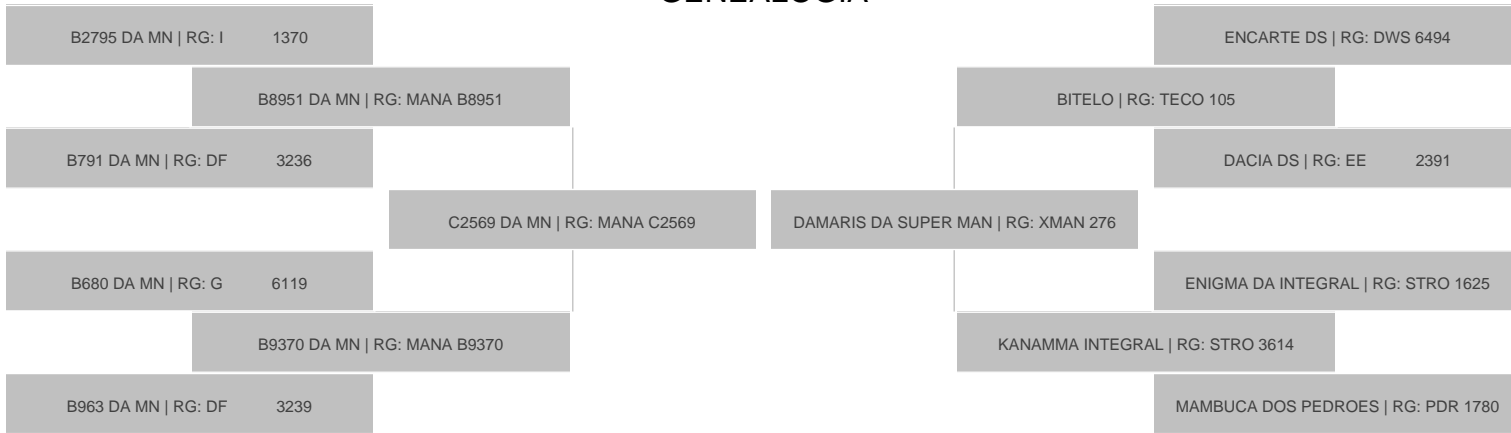 GENEALOGIA
B2795 DA MN | RG: I 1370
ENCARTE DS | RG: DWS 6494
B8951 DA MN | RG: MANA B8951
BITELO | RG: TECO 105
B791 DA MN | RG: DF 3236
DACIA DS | RG: EE 2391
C2569 DA MN | RG: MANA C2569
DAMARIS DA SUPER MAN | RG: XMAN 276
B680 DA MN | RG: G 6119
ENIGMA DA INTEGRAL | RG: STRO 1625
B9370 DA MN | RG: MANA B9370
KANAMMA INTEGRAL | RG: STRO 3614
B963 DA MN | RG: DF 3239
MAMBUCA DOS PEDROES | RG: PDR 1780